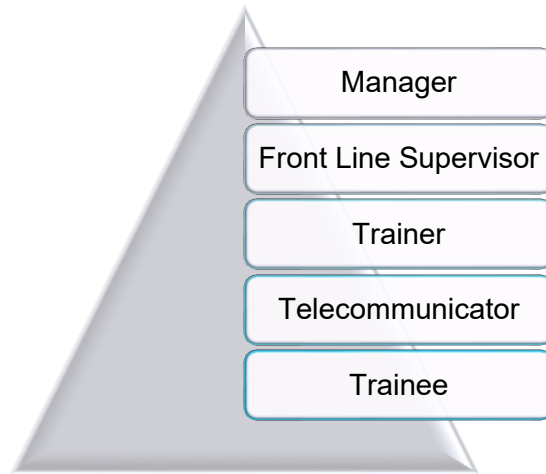 Manager
Front Line Supervisor
Trainer
Telecommunicator
Trainee